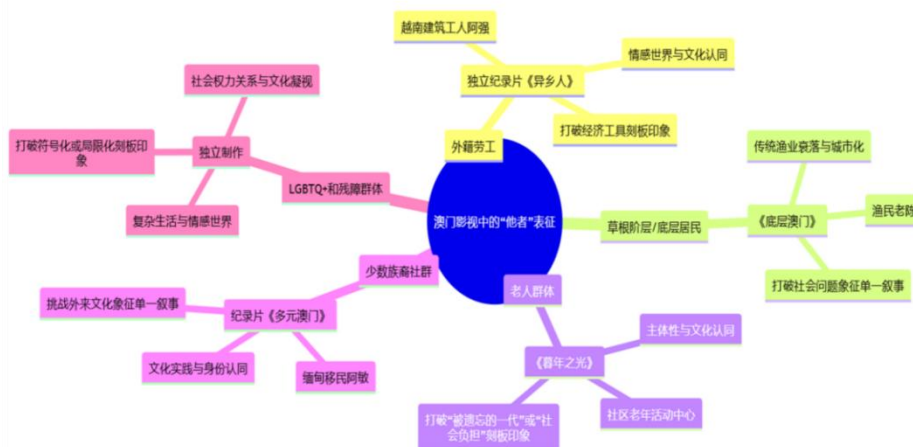 澳门影视中的“他者”表征
外籍劳工
独立纪录片《异乡人》
越南建筑工人阿强
情感世界与文化认同
打破经济工具刻板印象
草根阶层/底层居民
《底层澳门》
传统渔业衰落与城市化
渔民老陈
打破社会问题象征单一叙事
老人群体
《暮年之光》
主体性与文化认同
社区老年活动中心
打破“被遗忘的一代”或“社
会负担”刻板印象
少数族裔社群
纪录片《多元澳门》
挑战外来文化象征单一叙事
文化实践与身份认同
缅甸移民阿敏
LGBTQ+和残障群体
独立制作
社会权力关系与文化凝视
打破符号化或局限化刻板印
象
复杂生活与情感世界